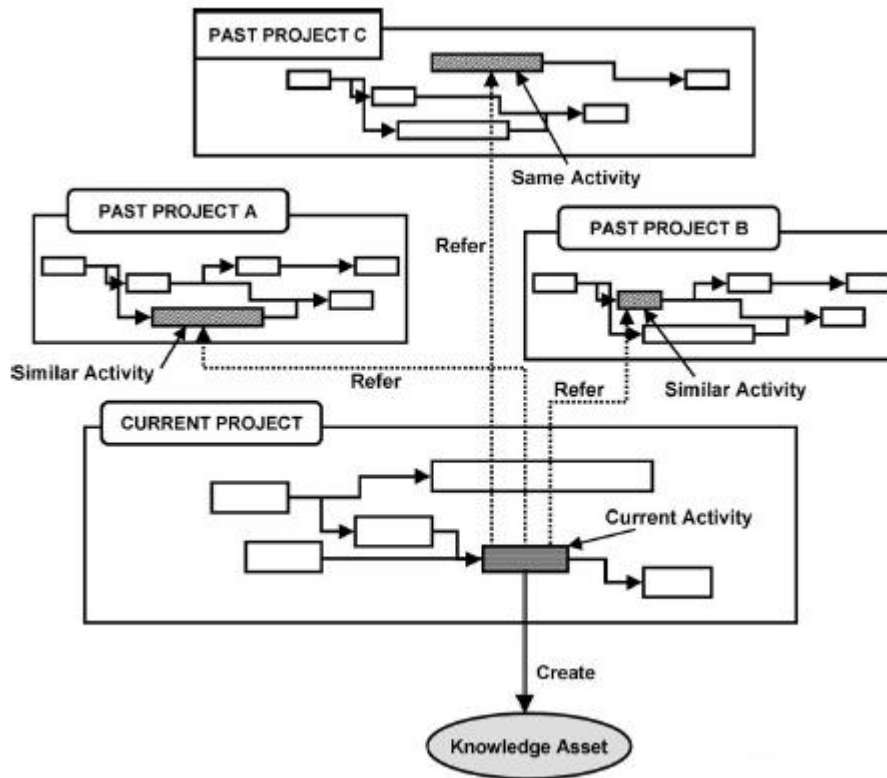 PAST PROJECT C
Same Activity
PAST PROJECT A
Refer
PAST PROJECT B
Similar Activity
Refer
Refer
Similar Activity
CURRENT PROJECT
Current Activity
Create
Knowledge Asset